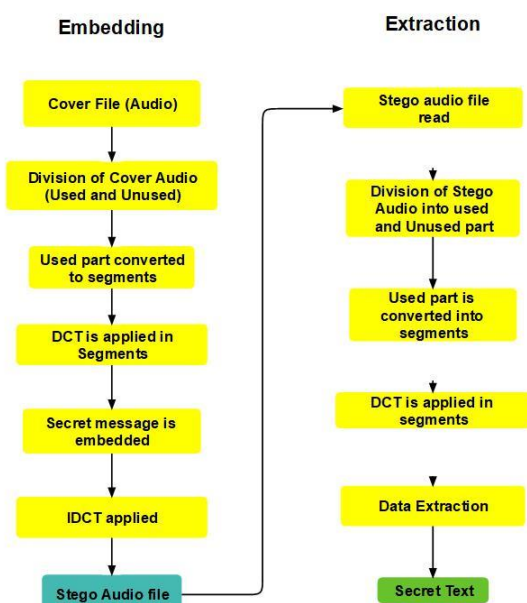 Embedding
Cover File (Audio)
Division of Cover Audio
(Used and Unused)
Used part converted
to segments
DCT is applied in
Segments
Secret message is
embedded
IDCT applied
Stego Audio file
Extraction
Stego audio file
read
Division of Stego
Audio into used
and Unused part
Used part is
converted into
segments
DCT is applied in
segments
Data Extraction
Secret Text